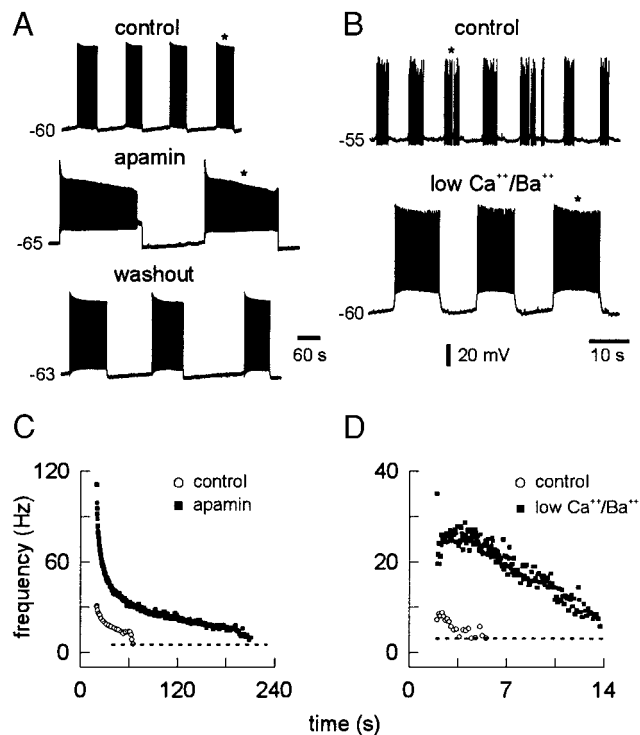 A
control
*
-60
apamin
*
-65
washout
-63
60 s
B
control
*
-55
low Ca⁺⁺/Ba⁺⁺
*
-60
20 mV
10 s
C
120
60
0
frequency (Hz)
○ control
■ apamin
0 120 240
D
40
20
0
○ control
■ low Ca⁺⁺/Ba⁺⁺
0 7 14
time (s)